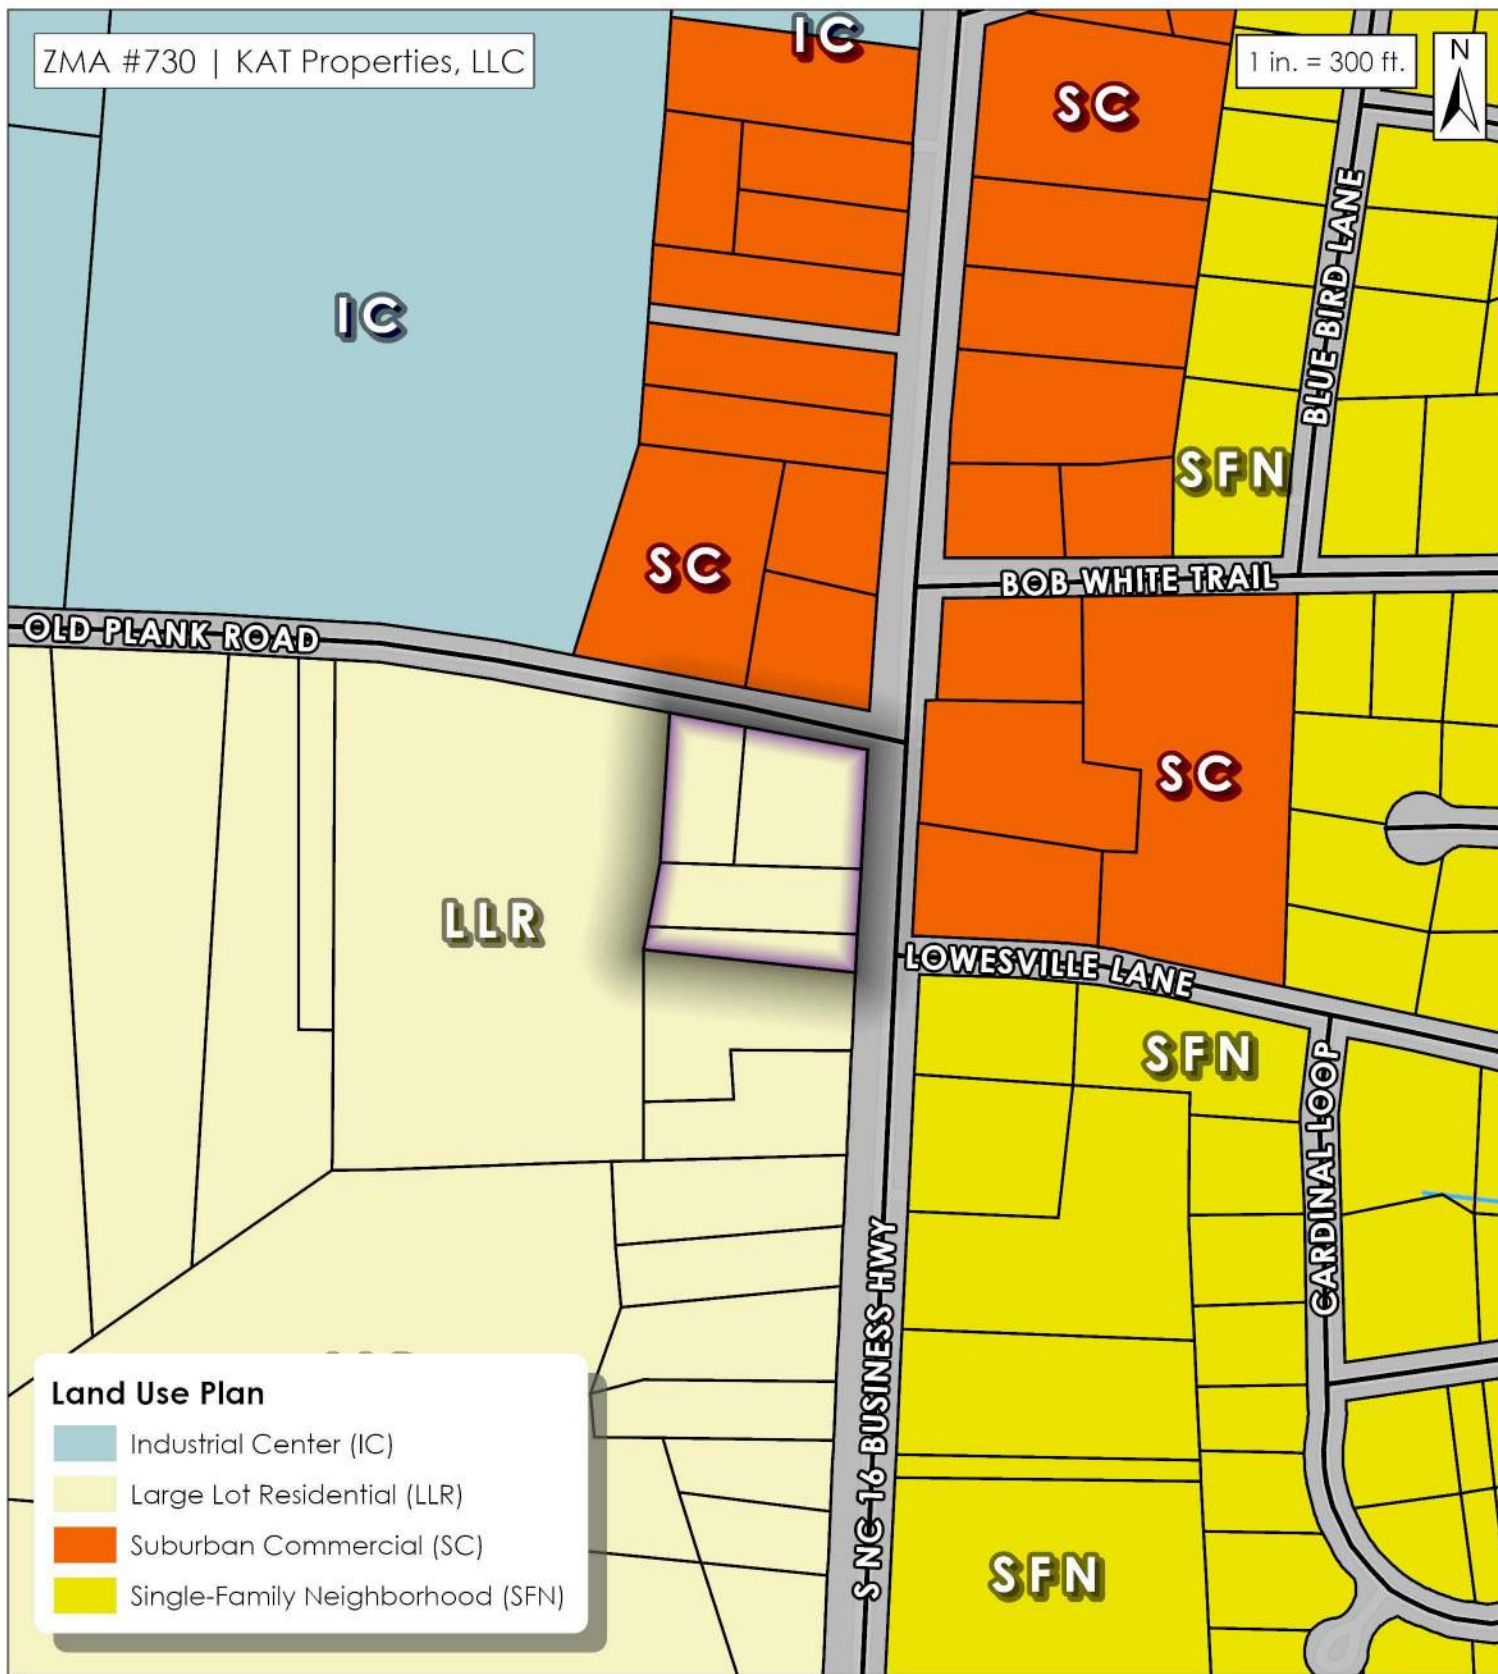 ZMA #730 | KAT Properties, LLC
1 in. = 300 ft.
N
IC
SC
IC
BLUE BIRD LANE
SFN
SC
BOB WHITE TRAIL
OLD PLANK ROAD
SC
LLR
LOWESVILLE LANE
SFN
CARDINAL LOOP
S NC 16 BUSINESS HWY
Land Use Plan
Industrial Center (IC)
Large Lot Residential (LLR)
Suburban Commercial (SC)
Single-Family Neighborhood (SFN)
SFN